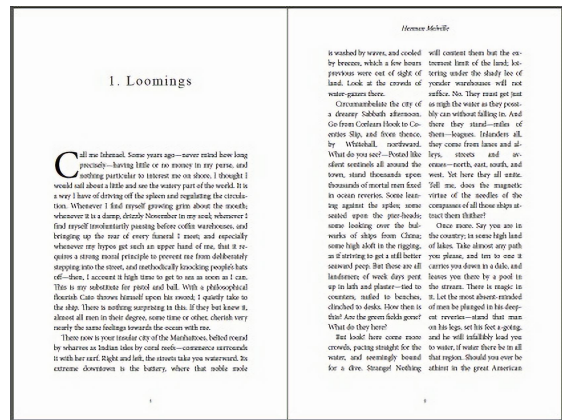 1. Loomings
Call me Ishmael. Some years ago—never mind how long
precisely—having little or no money in my purse, and
nothing particular to interest me on shore, I thought I
would sail about a little and see the watery part of the world. It is
a way I have of driving off the spleen and regulating the circula-
tion. Whenever I find myself growing grim about the mouth;
whenever it is a damp, drizzly November in my soul; whenever I
find myself involuntarily pausing before coffin warehouses, and
bringing up the rear of every funeral I meet; and especially
whenever my hypos get such an upper hand of me, that it re-
quires a strong moral principle to prevent me from deliberately
stepping into the street, and methodically knocking people's hats
off—then, I account it high time to get to sea as soon as I can.
This is my substitute for pistol and ball. With a philosophical
flourish Cato throws himself upon his sword; I quietly take to
the ship. There is nothing surprising in this. If they but knew it,
almost all men in their degree, some time or other, cherish very
nearly the same feelings towards the ocean with me.
There now is your insular city of the Manhattoes, belted round
by wharves as Indian isles by coral reefs—commerce surrounds
it with her surf. Right and left, the streets take you waterward. Its
extreme downtown is the battery, where that noble mole
Herman Melville
is washed by waves, and cooled
by breezes, which a few hours
previous were out of sight of
land. Look at the crowds of
water-gazers there.
Circumambulate the city of
a dreamy Sabbath afternoon.
Go from Corlears Hook to Co-
enties Slip, and from thence,
by Whitehall, northward.
What do you see?—Posted like
silent sentinels all around the
town, stand thousands upon
thousands of mortal men fixed
in ocean reveries. Some lean-
ing against the spiles; some
seated upon the pier-heads;
some looking over the bul-
warks of ships from China;
some high aloft in the rigging,
as if striving to get a still better
seaward peep. But these are all
landsmen; of week days pent
up in lath and plaster—tied to
counters, nailed to benches,
clinched to desks. How then is
this? Are the green fields gone?
What do they here?
But look! here come more
crowds, pacing straight for the
water, and seemingly bound
for a dive. Strange! Nothing
will content them but the ex-
tremest limit of the land; loi-
tering under the shady lee of
yonder warehouses will not
suffice. No. They must get just
as nigh the water as they possi-
bly can without falling in. And
there they stand—miles of
them—leagues. Inlanders all,
they come from lanes and al-
leys, streets and av-
enues—north, east, south, and
west. Yet here they all unite.
Tell me, does the magnetic
virtue of the needles of the
compasses of all those ships at-
tract them thither?
Once more. Say you are in
the country; in some high land
of lakes. Take almost any path
you please, and ten to one it
carries you down in a dale, and
leaves you there by a pool in
the stream. There is magic in
it. Let the most absent-minded
of men be plunged in his deep-
est reveries—stand that man
on his legs, set his feet a-going,
and he will infallibly lead you
to water, if water there be in all
that region. Should you ever be
athirst in the great American